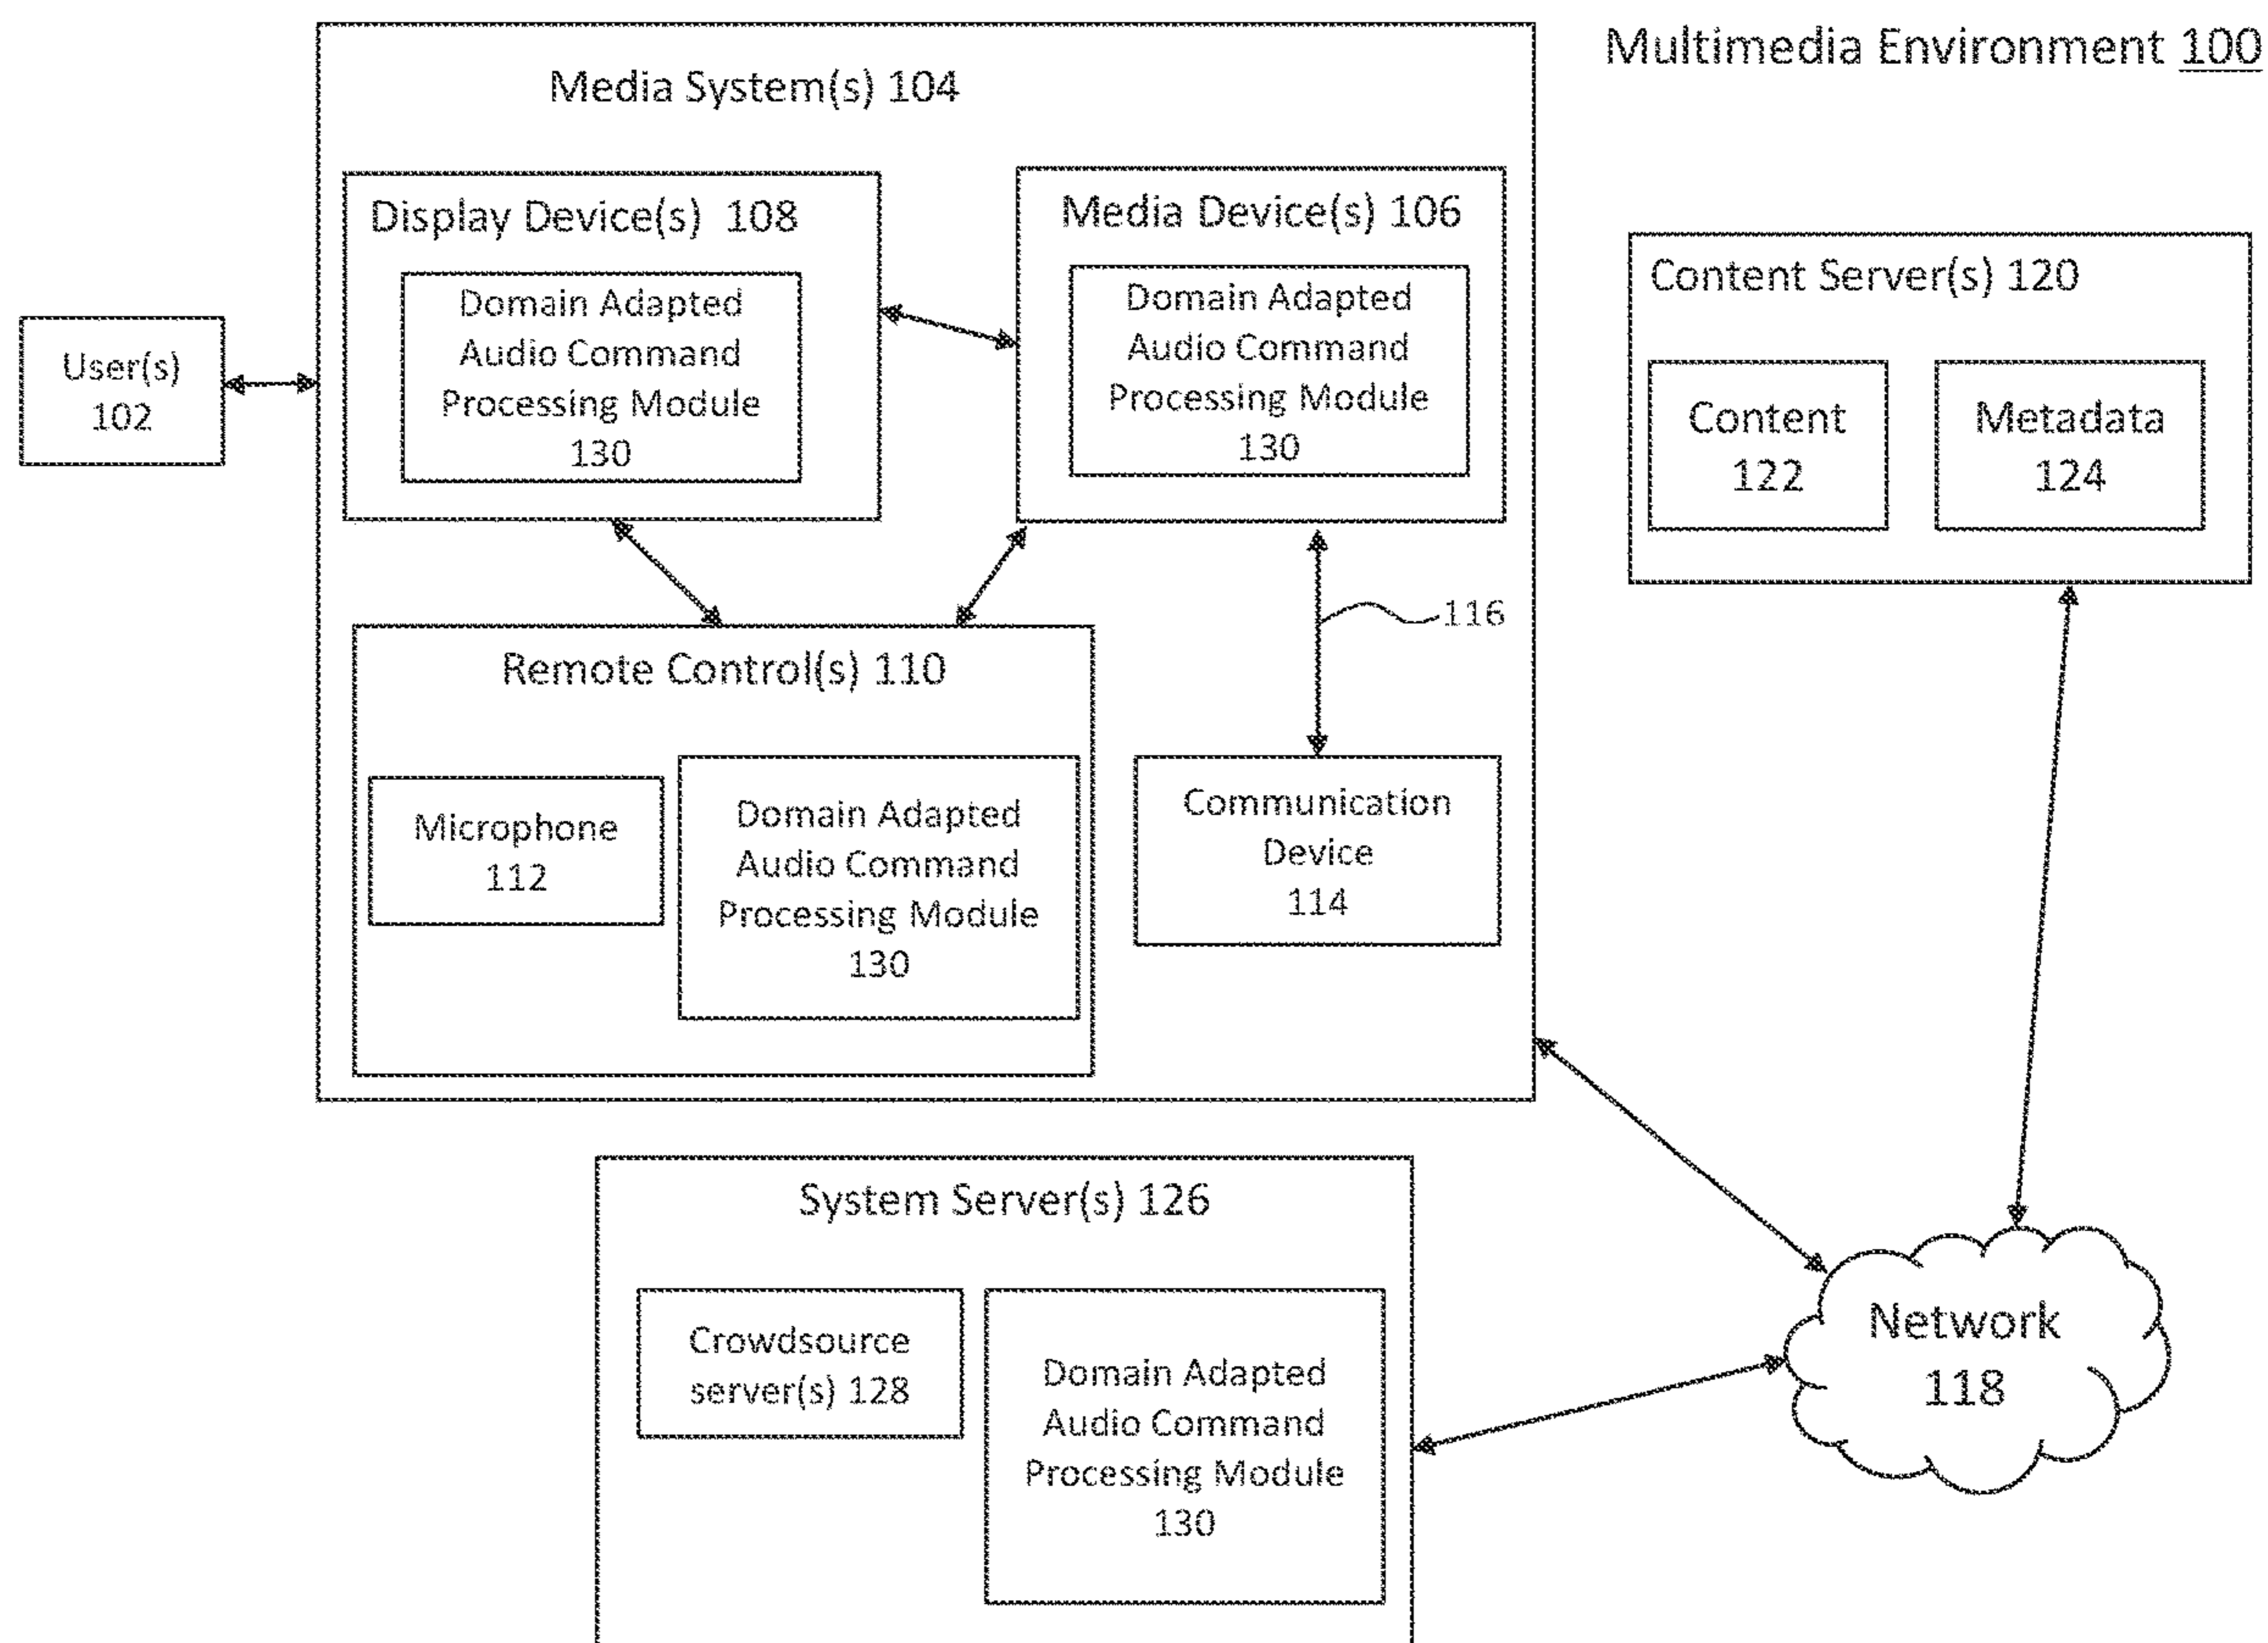 Multimedia Environment 100
Media System(s) 104
Display Device(s) 108
Domain Adapted
Audio Command
Processing Module
130
Media Device(s) 106
Domain Adapted
Audio Command
Processing Module
130
User(s)
102
Content Server(s) 120
Content
122
Metadata
124
116
Remote Control(s) 110
Microphone
112
Domain Adapted
Audio Command
Processing Module
130
Communication
Device
114
System Server(s) 126
Crowdsource
server(s) 128
Domain Adapted
Audio Command
Processing Module
130
Network
118